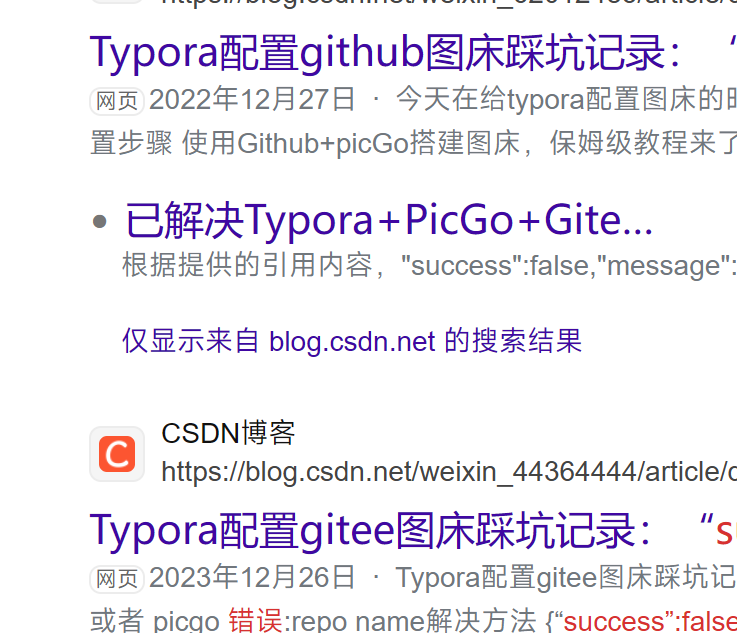 Typora配置github图床踩坑记录：“
网页 2022年12月27日 · 今天在给typora配置图床的
置步骤 使用Github+picGo搭建图床，保姆级教程来了
• 已解决Typora+PicGo+Gite...
根据提供的引用内容，"success":false,"message":
仅显示来自 blog.csdn.net 的搜索结果
CSDN博客
https://blog.csdn.net/weixin_44364444/article/
Typora配置gitee图床踩坑记录：“s
网页 2023年12月26日 · Typora配置gitee图床踩坑记
或者 picgo 错误:repo name解决方法 {“success”:false